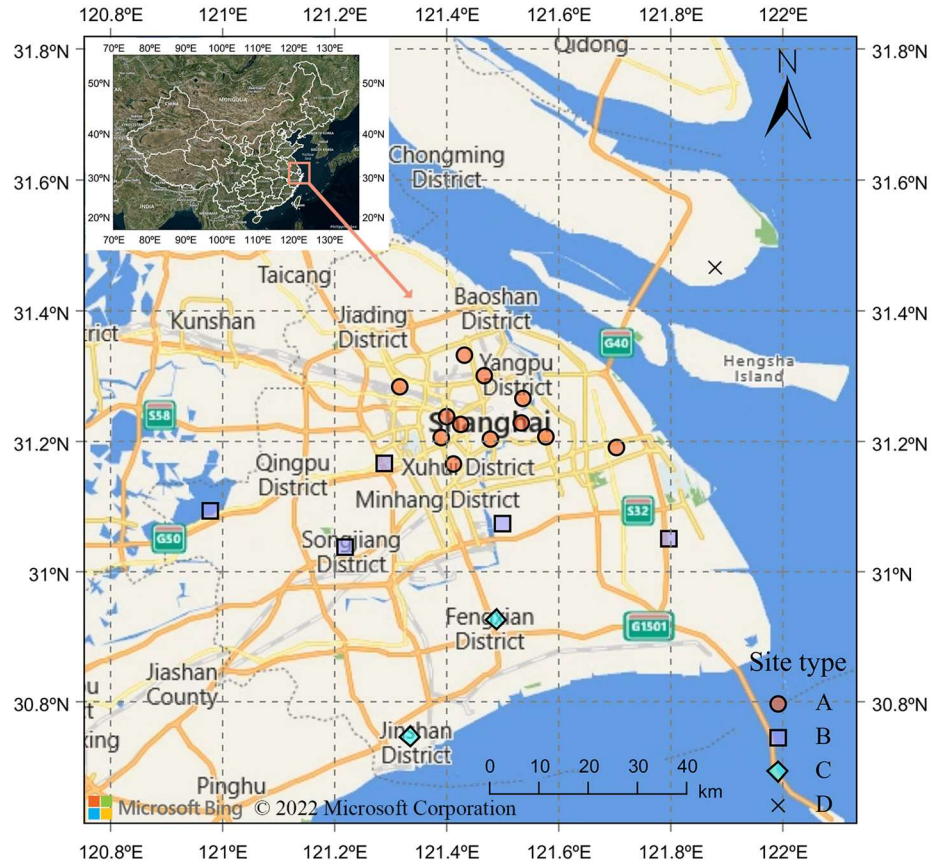 120.8°E 121°E 121.2°E 121.4°E 121.6°E 121.8°E 122°E
31.8°N
31.8°N
70°E 80°E 90°E 100°E 110°E 120°E 130°E
50°N
50°N
40°N
40°N
30°N
30°N
20°N
20°N
MONGOLIA
CHINA
INDIA
70°E 80°E 90°E 100°E 110°E 120°E 130°E
Qidong
N
Chongming
District
31.6°N
31.6°N
Taicang
Baoshan
District
31.4°N
31.4°N
Kunshan
Jiading
District
trict
G40
Yangpu
District
Hengsha
Island
S58
Shanghai
31.2°N
31.2°N
Qingpu
District
Xuhui District
Minhang District
S32
G50
Songjiang
District
31°N
31°N
Fengxian
District
G1501
Jiashan
County
Site type
A
B
C
D
30.8°N
30.8°N
Jinshan
District
xing
Pinghu
0 10 20 30 40
km
Microsoft Bing © 2022 Microsoft Corporation
120.8°E 121°E 121.2°E 121.4°E 121.6°E 121.8°E 122°E